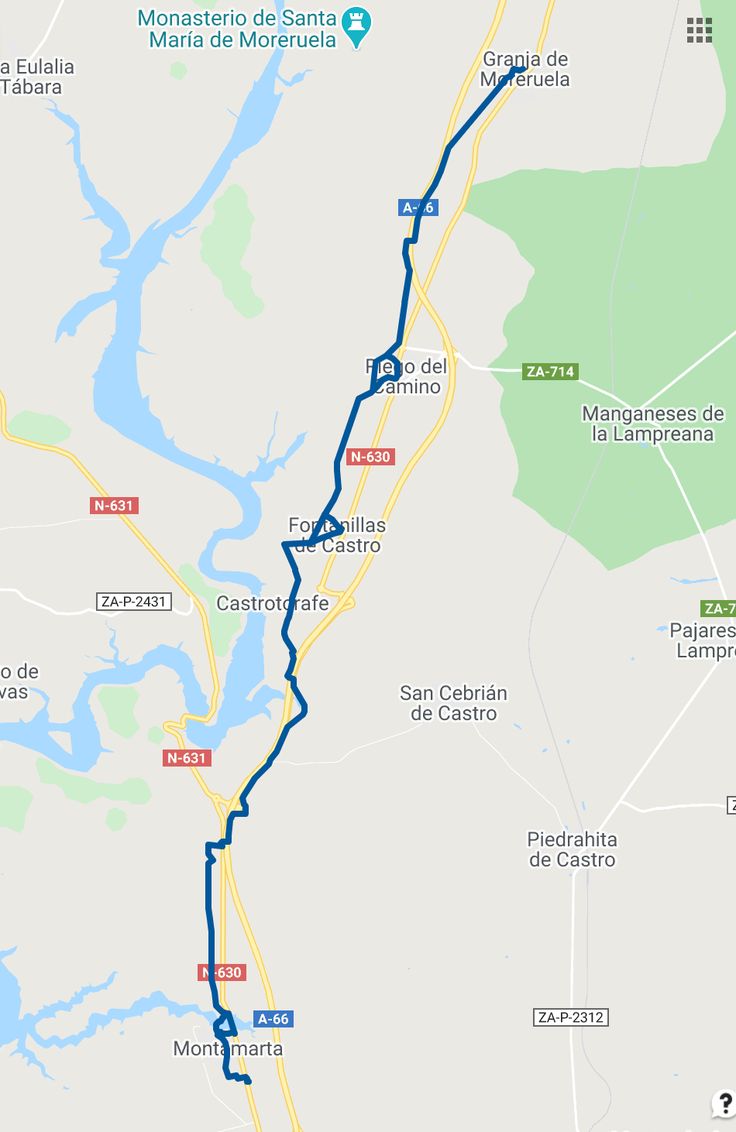 Monasterio de Santa
María de Moreruela
Granja de
Moreruela
a Eulalia
Tábara
A-66
Riego del
Camino
ZA-714
Manganeses de
la Lampreana
N-630
N-631
Fontanillas
de Castro
ZA-P-2431
Castrotorafe
ZA-7
Pajares
Lampre
o de
vas
San Cebrián
de Castro
N-631
Z
Piedrahita
de Castro
N-630
A-66
ZA-P-2312
Montamarta
?